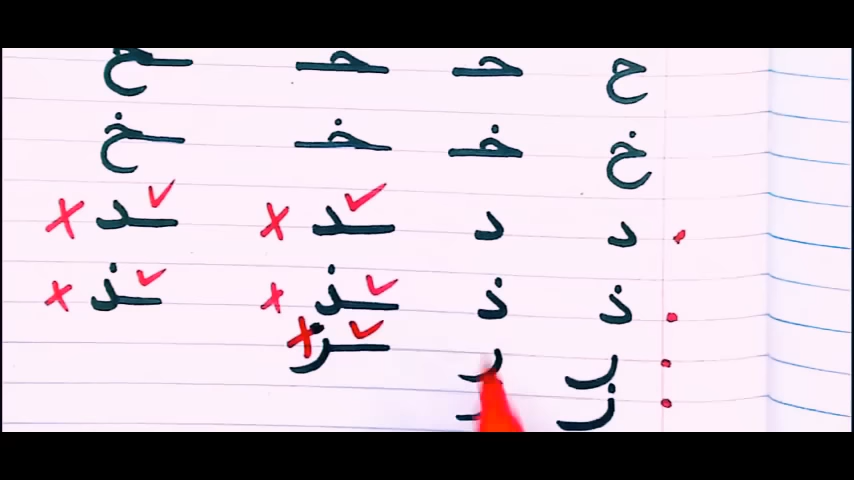 ح حـ ـحـ ـح
خ خـ ـخـ ـخ
د د ـد ـد
ذ ذ ـذ ـذ
ر ر ـر